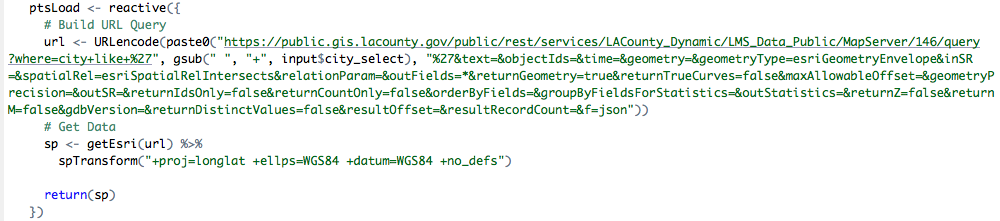 ptsLoad <- reactive({
# Build URL Query
url <- URLencode(paste0("https://public.gis.lacounty.gov/public/rest/services/LACounty_Dynamic/LMS_Data_Public/MapServer/146/query
?where=city+like+%27", gsub(" ", "+", input$city_select), "%27&text=&objectIds=&time=&geometry=&geometryType=esriGeometryEnvelope&inSR
=&spatialRel=esriSpatialRelIntersects&relationParam=&outFields=*&returnGeometry=true&returnTrueCurves=false&maxAllowableOffset=&geometryP
recision=&outSR=&returnIdsOnly=false&returnCountOnly=false&orderByFields=&groupByFieldsForStatistics=&outStatistics=&returnZ=false&return
M=false&gdbVersion=&returnDistinctValues=false&resultOffset=&resultRecordCount=&f=json"))
# Get Data
sp <- getEsri(url) %>%
spTransform("+proj=longlat +ellps=WGS84 +datum=WGS84 +no_defs")
return(sp)
})